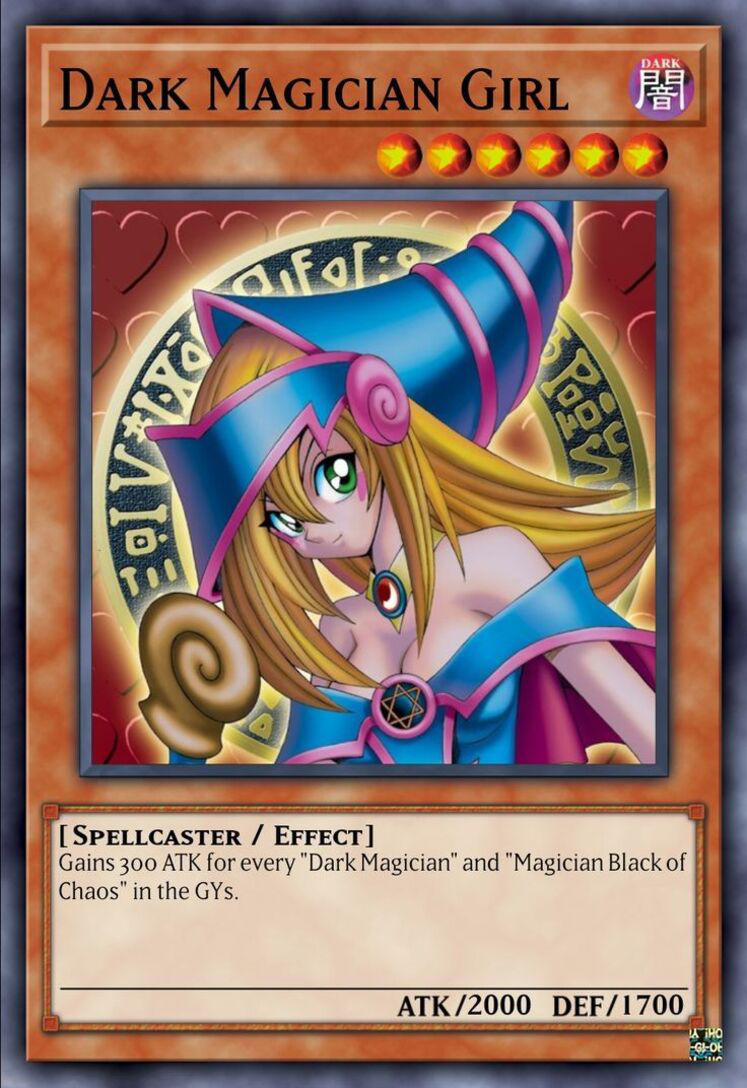 DARK MAGICIAN GIRL
DARK
闇
[SPELLCASTER / EFFECT]
Gains 300 ATK for every "Dark Magician" and "Magician Black of
Chaos" in the GYs.
ATK/2000 DEF/1700